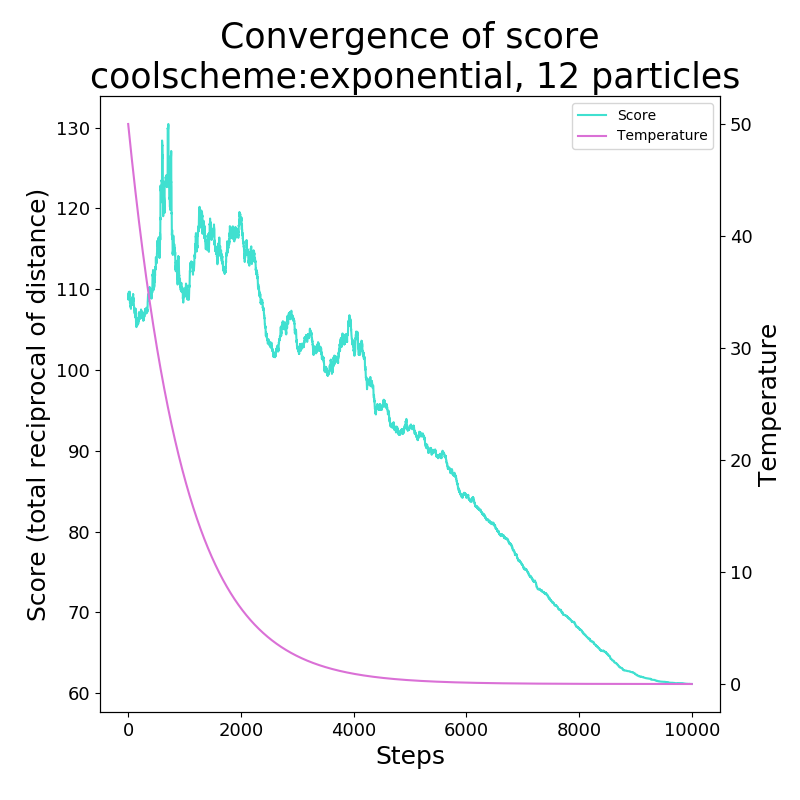 Convergence of score
coolscheme:exponential, 12 particles
Score
Temperature
130
120
110
100
90
80
70
60
Score (total reciprocal of distance)
50
40
30
20
10
0
Temperature
0
2000
4000
6000
8000
10000
Steps